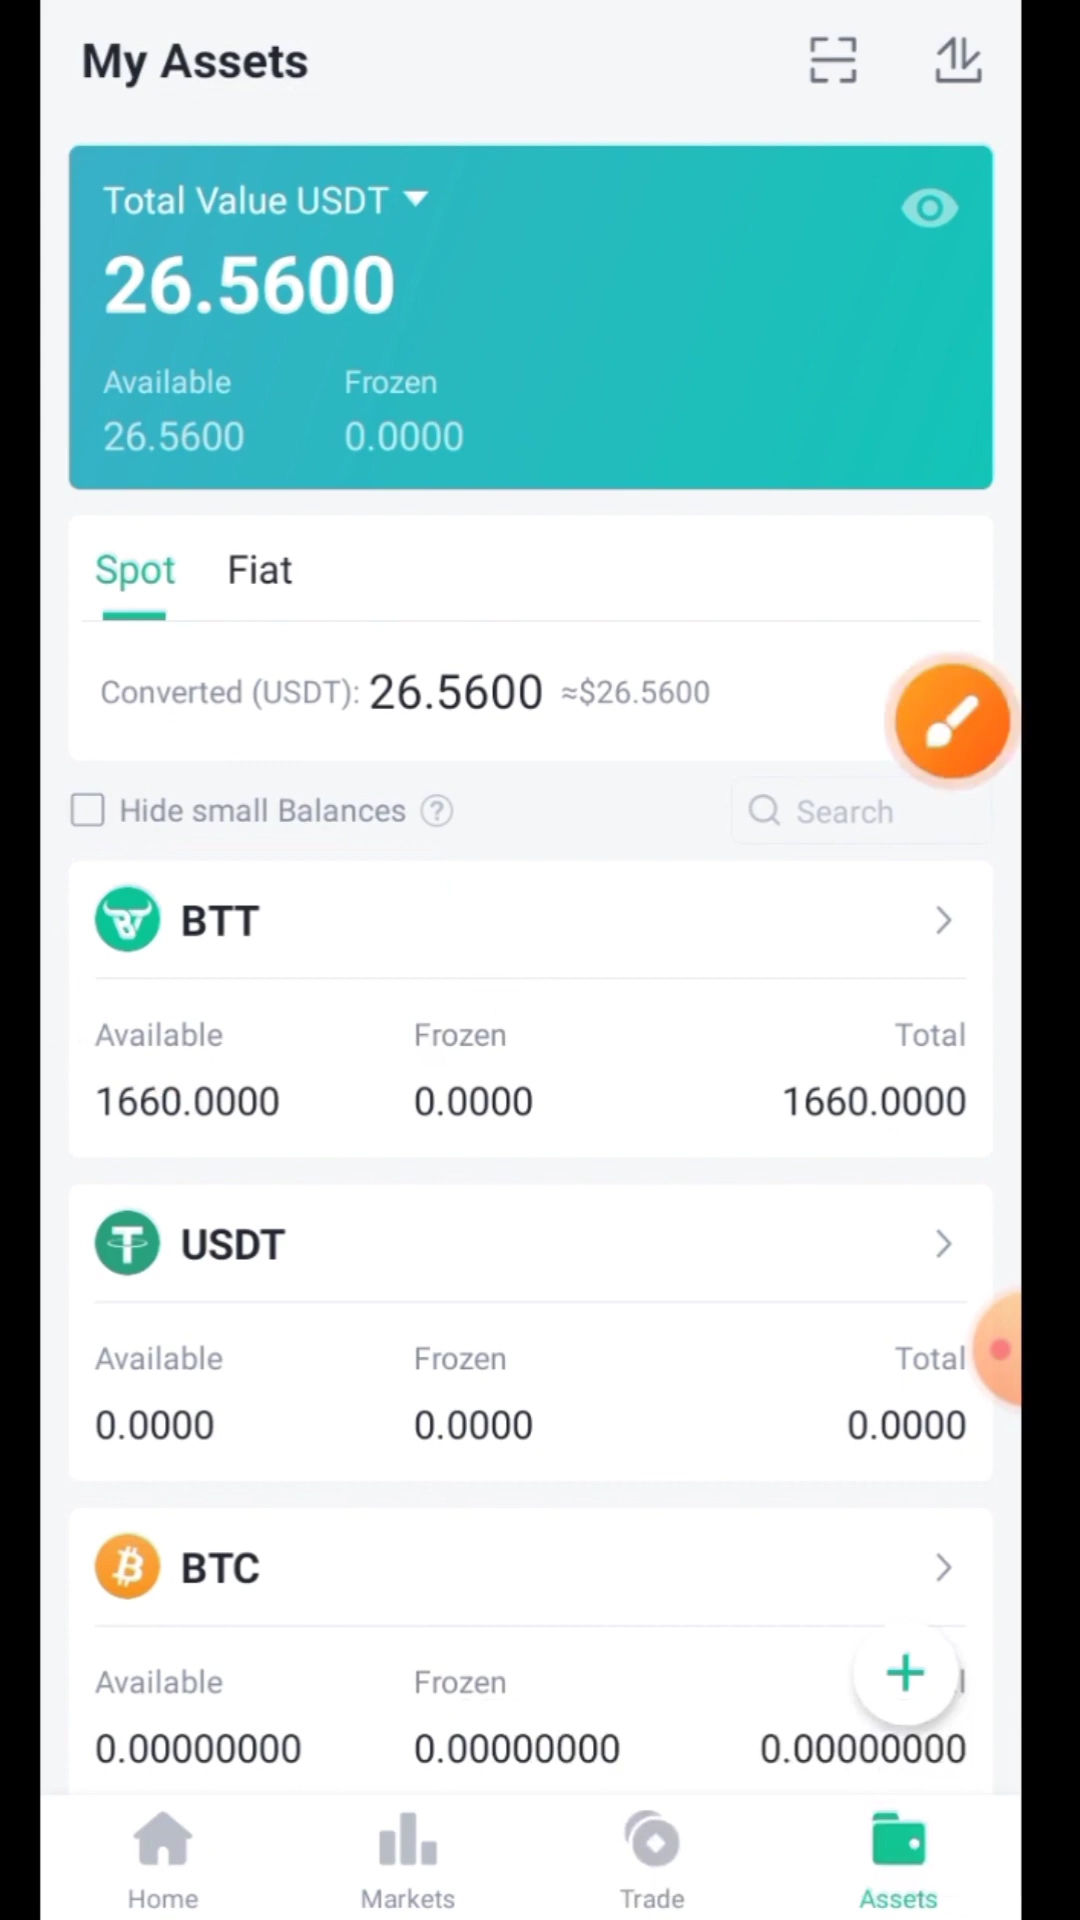 My Assets
Total Value USDT
26.5600
Available Frozen
26.5600 0.0000
Spot Fiat
Converted (USDT): 26.5600 ≈$26.5600
Hide small Balances ? Search
BTT
Available Frozen Total
1660.0000 0.0000 1660.0000
USDT
Available Frozen Total
0.0000 0.0000 0.0000
BTC
Available Frozen
0.00000000 0.00000000 0.00000000
Home Markets Trade Assets